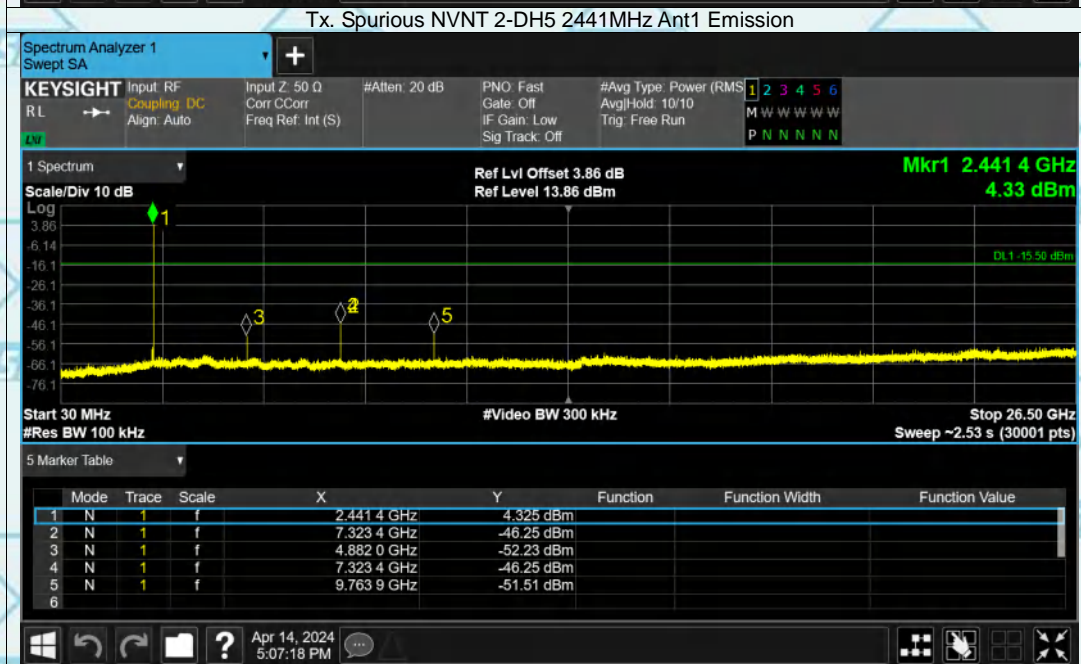 Tx. Spurious NVNT 2-DH5 2441MHz Ant1 Emission
Spectrum Analyzer 1
Swept SA
+
KEYSIGHT Input: RF Input Z: 50 Ω #Atten: 20 dB PNO: Fast #Avg Type: Power (RMS 1 2 3 4 5 6
RL Coupling: DC Corr CCorr Gate: Off Avg|Hold: 10/10 M W W W W W
Align: Auto Freq Ref: Int (S) IF Gain: Low Trig: Free Run
LXI Sig Track: Off P N N N N N
1 Spectrum Ref Lvl Offset 3.86 dB Mkr1 2.441 4 GHz
Scale/Div 10 dB Ref Level 13.86 dBm 4.33 dBm
Log
1
3.86
-6.14
DL1 -15.50 dBm
-16.1
-26.1
-36.1
3 2 5
-46.1
-56.1
-66.1
-76.1
Start 30 MHz #Video BW 300 kHz Stop 26.50 GHz
#Res BW 100 kHz Sweep ~2.53 s (30001 pts)
5 Marker Table
Mode Trace Scale X Y Function Function Width Function Value
1 N 1 f 2.441 4 GHz 4.325 dBm
2 N 1 f 7.323 4 GHz -46.25 dBm
3 N 1 f 4.882 0 GHz -52.23 dBm
4 N 1 f 7.323 4 GHz -46.25 dBm
5 N 1 f 9.763 9 GHz -51.51 dBm
6
? Apr 14, 2024
5:07:18 PM